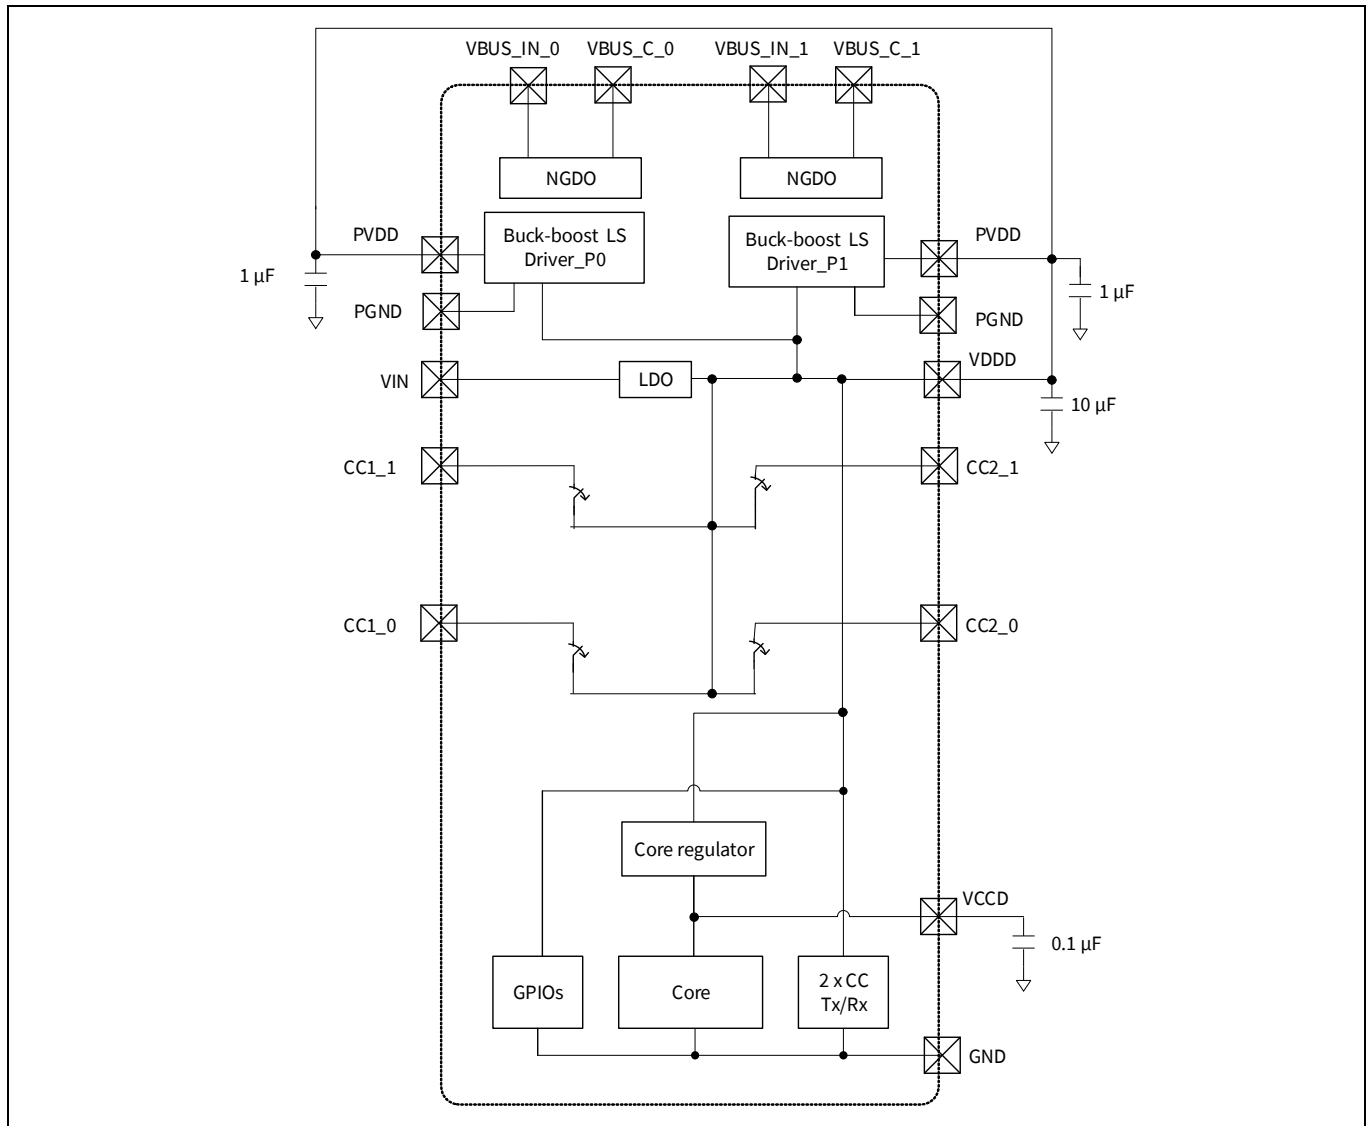 VBUS_IN_0
VBUS_C_0
VBUS_IN_1
VBUS_C_1
NGDO
NGDO
PVDD
Buck-boost LS
Driver_P0
Buck-boost LS
Driver_P1
PVDD
1 µF
1 µF
PGND
PGND
VIN
LDO
VDDD
10 µF
CC1_1
CC2_1
CC1_0
CC2_0
Core regulator
VCCD
0.1 µF
GPIOs
Core
2 x CC
Tx/Rx
GND